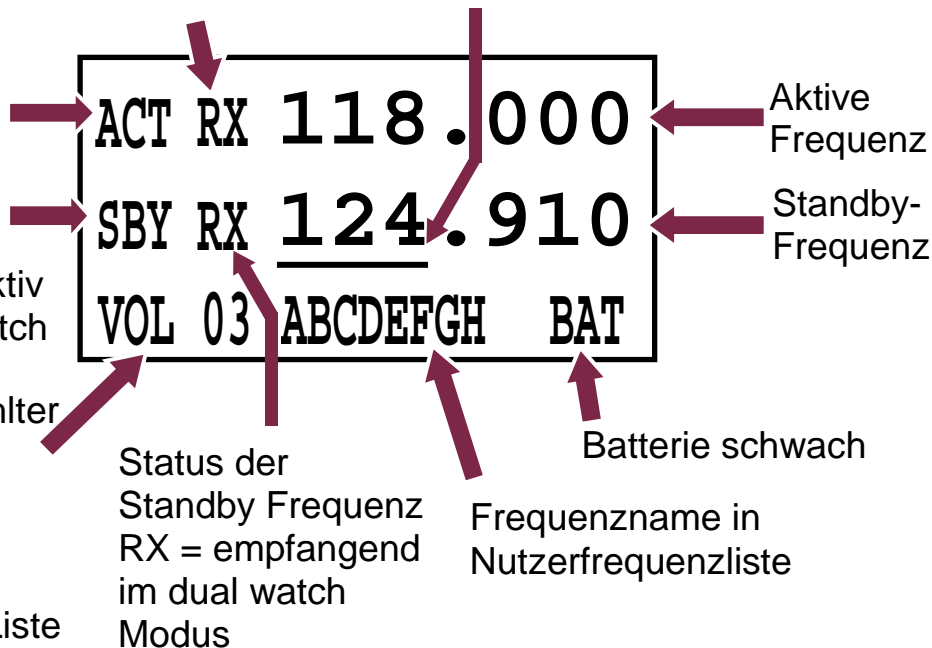 ACT RX 118.000
SBY RX 124.910
VOL 03 ABCDEFGH BAT
Aktive
Frequenz
Standby-
Frequenz
Batterie schwach
Status der
Standby Frequenz
RX = empfangend
im dual watch
Modus
Frequenzname in
Nutzerfrequenzliste